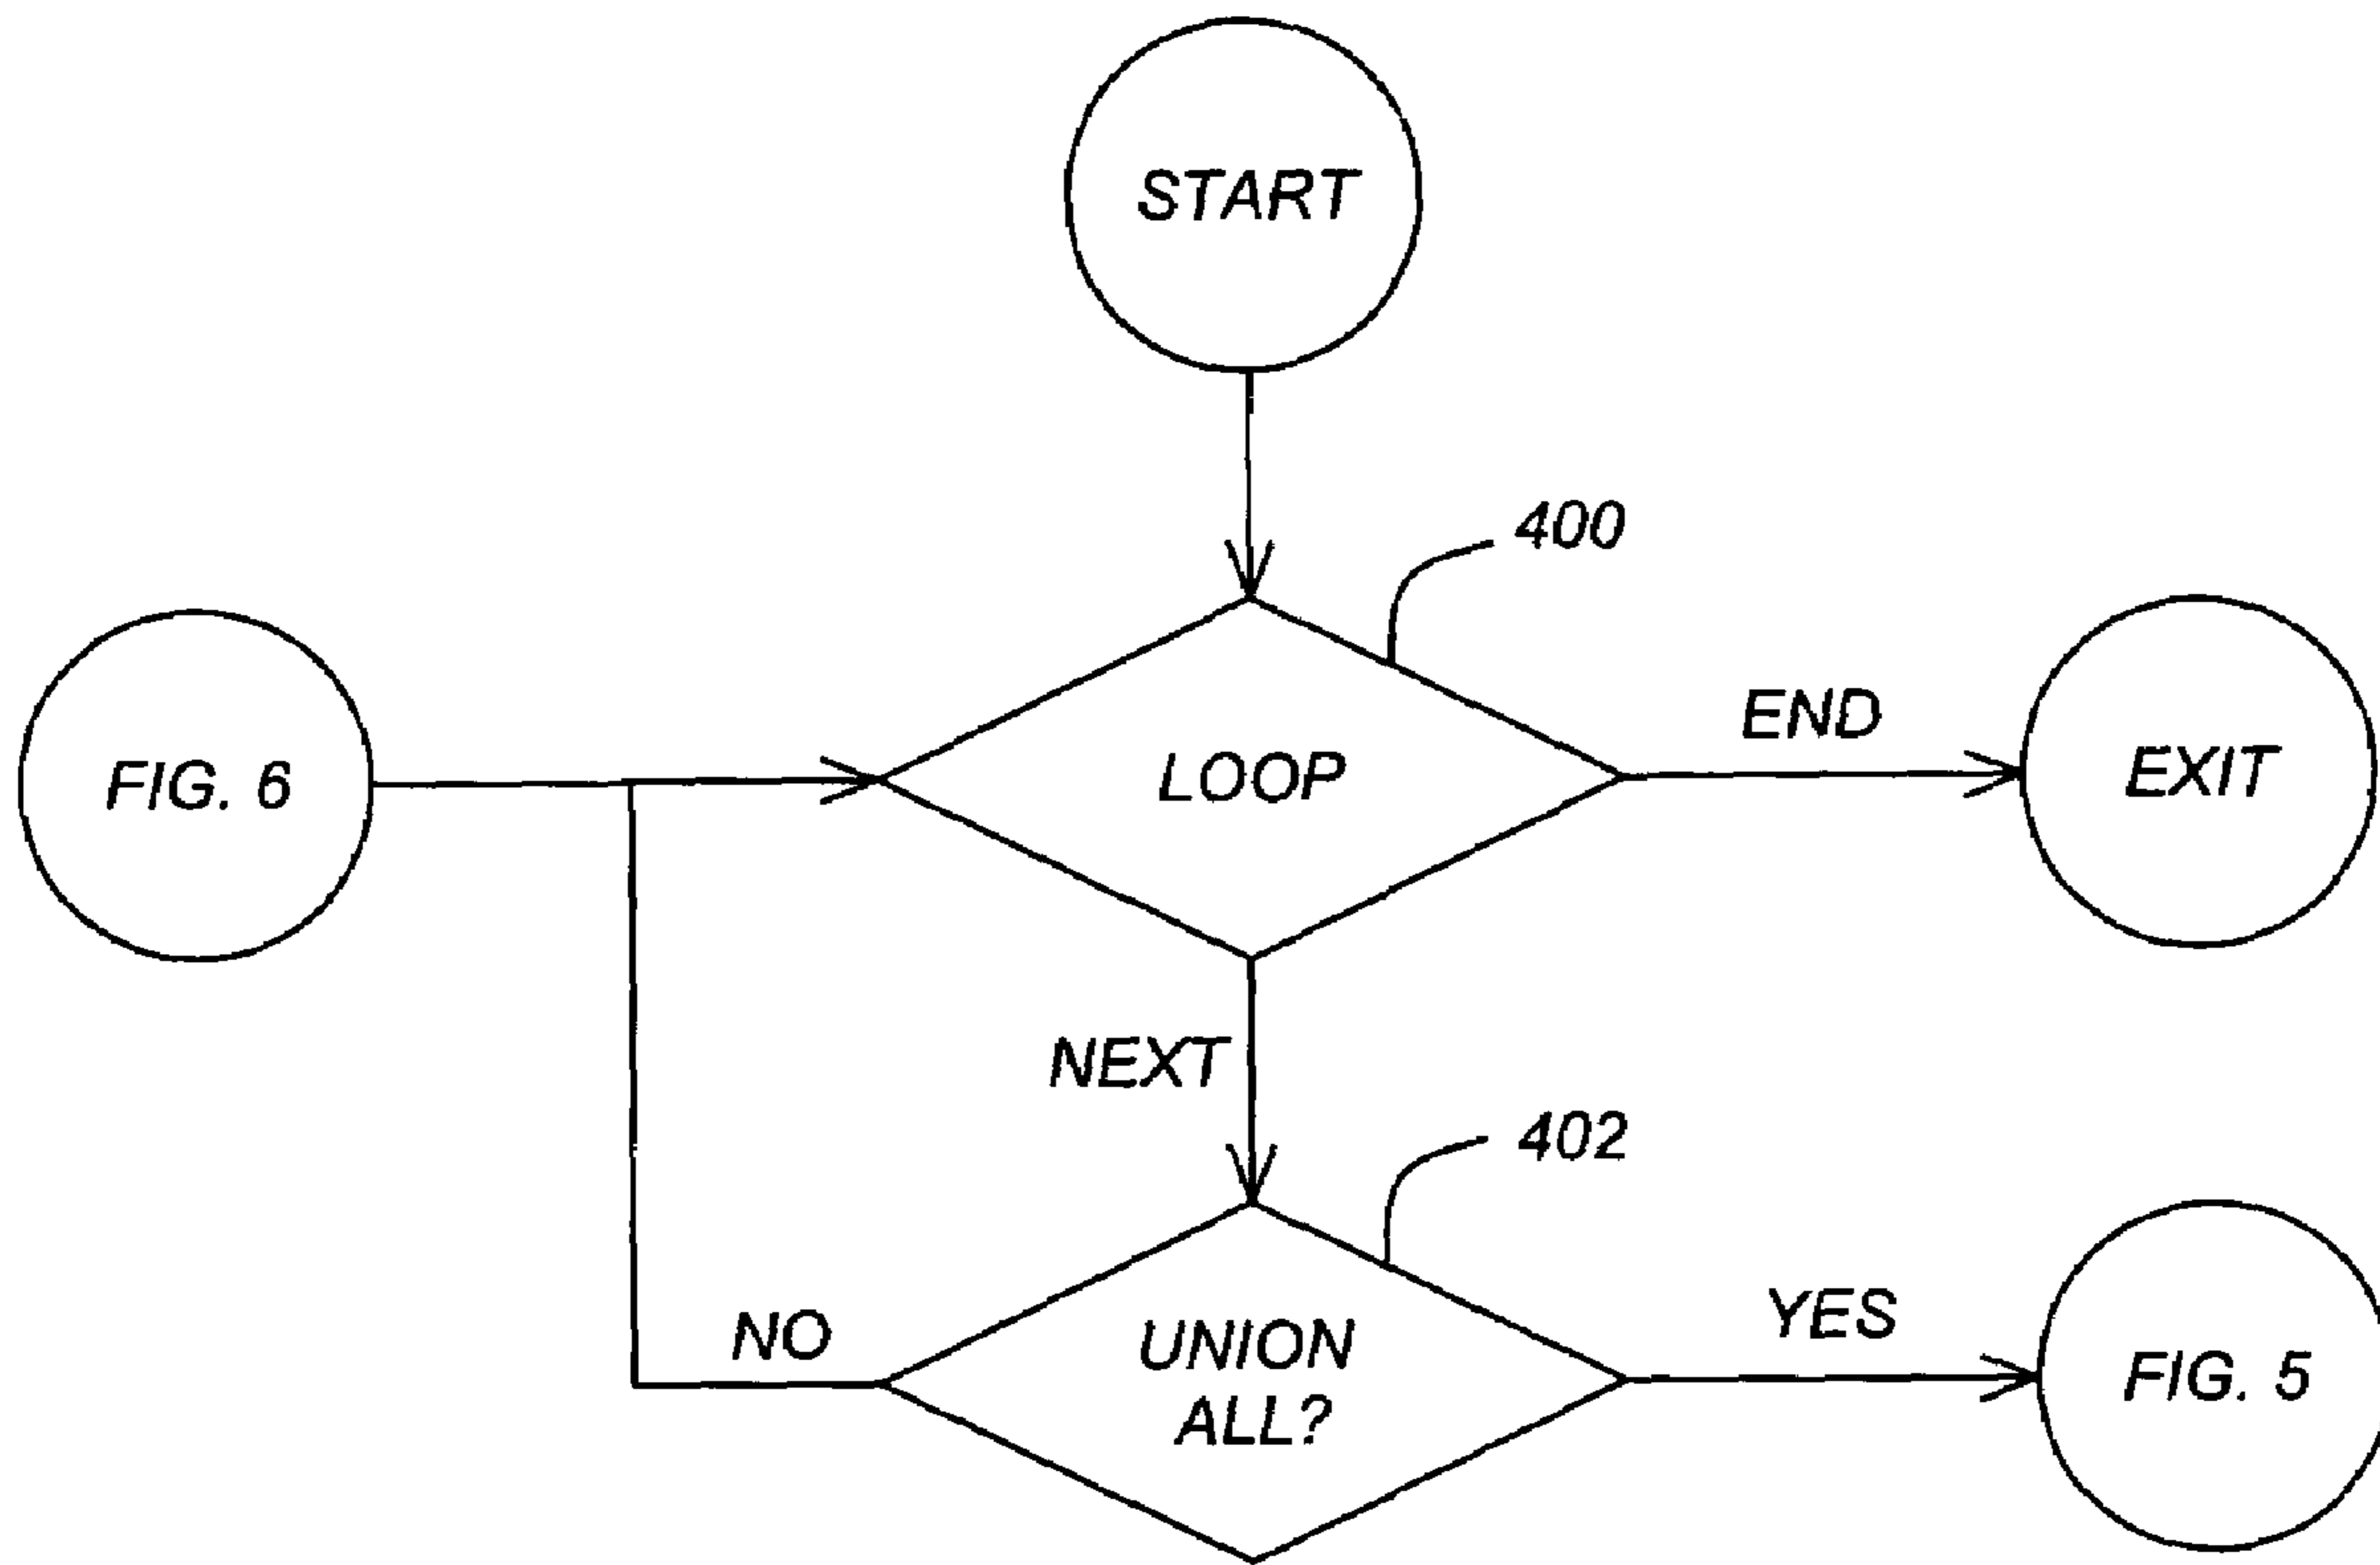 START
400
FIG. 6
LOOP
END
EXIT
NEXT
402
NO
UNION
ALL?
YES
FIG. 5